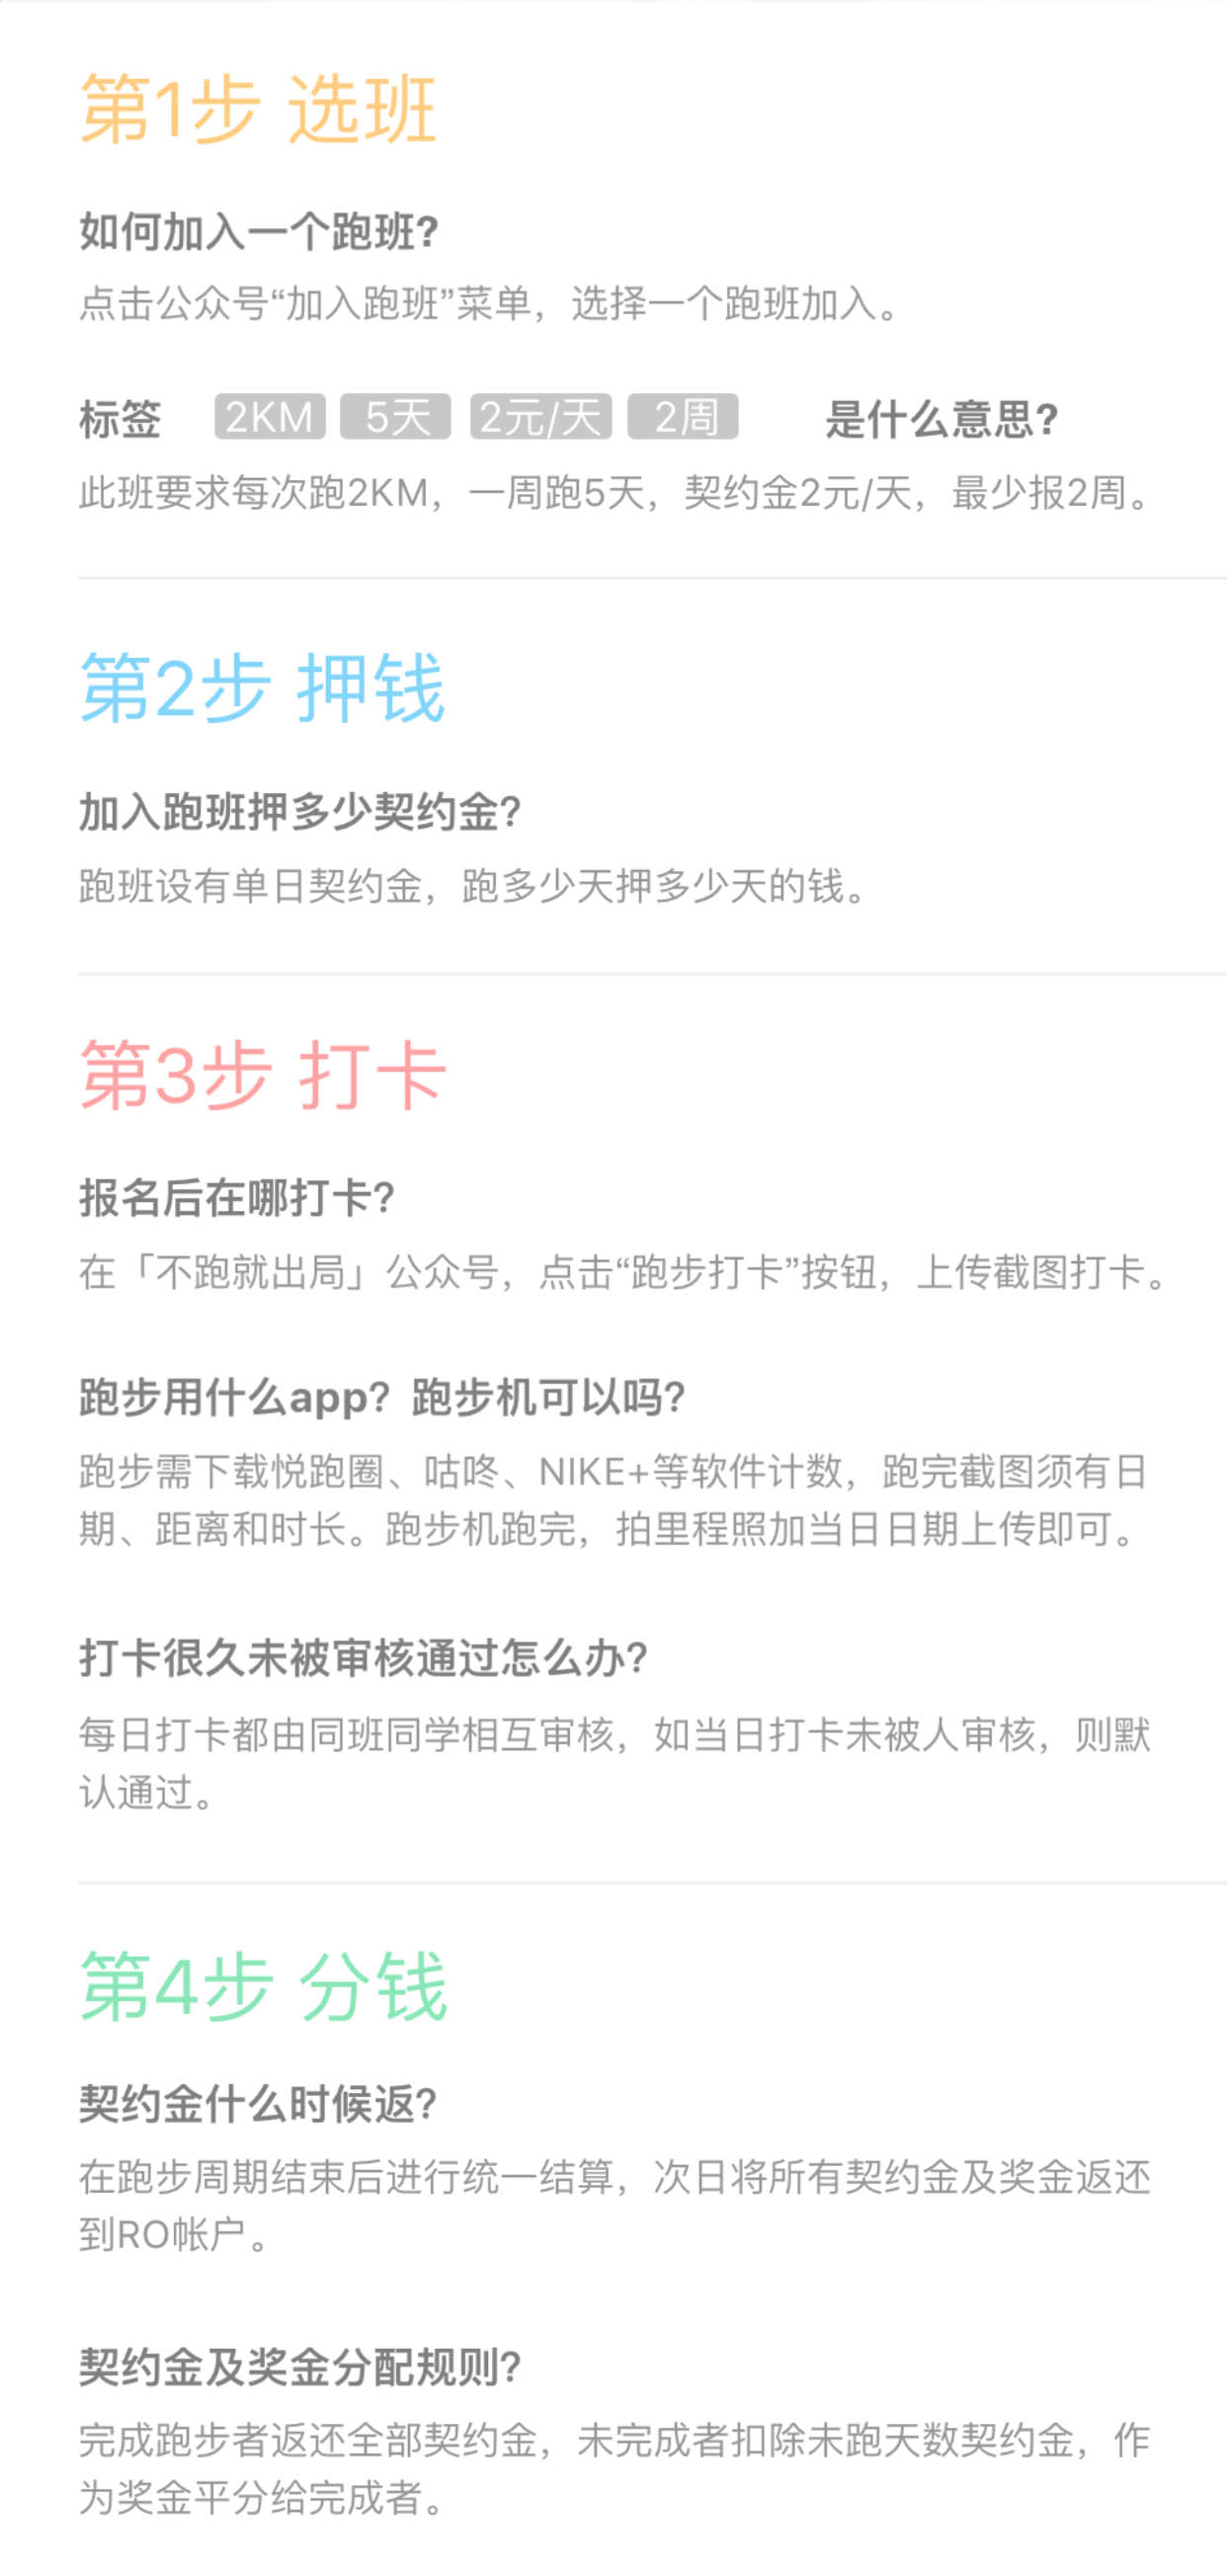 第1步 选班
如何加入一个跑班?
点击公众号“加入跑班”菜单，选择一个跑班加入。
标签 2KM 5天 2元/天 2周 是什么意思?
此班要求每次跑2KM，一周跑5天，契约金2元/天，最少报2周。
第2步 押钱
加入跑班押多少契约金?
跑班设有单日契约金，跑多少天押多少天的钱。
第3步 打卡
报名后在哪打卡?
在「不跑就出局」公众号，点击“跑步打卡”按钮，上传截图打卡。
跑步用什么app? 跑步机可以吗?
跑步需下载悦跑圈、咕咚、NIKE+等软件计数，跑完截图须有日
期、距离和时长。跑步机跑完，拍里程照加当日日期上传即可。
打卡很久未被审核通过怎么办?
每日打卡都由同班同学相互审核，如当日打卡未被人审核，则默
认通过。
第4步 分钱
契约金什么时候返?
在跑步周期结束后进行统一结算，次日将所有契约金及奖金返还
到RO帐户。
契约金及奖金分配规则?
完成跑步者返还全部契约金，未完成者扣除未跑天数契约金，作
为奖金平分给完成者。